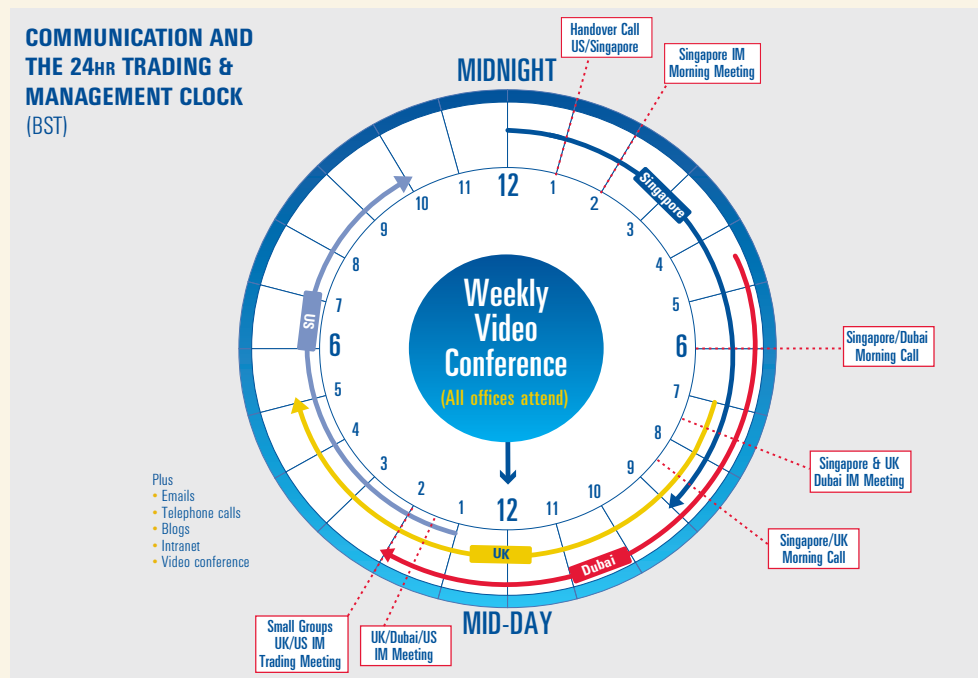 COMMUNICATION AND
THE 24HR TRADING &
MANAGEMENT CLOCK
(BST)
Handover Call
US/Singapore
Singapore IM
Morning Meeting
MIDNIGHT
12
1
2
3
4
5
6
7
8
9
10
11
12
1
2
3
4
5
6
7
8
9
10
11
Singapore
US
UK
Dubai
Weekly
Video
Conference
(All offices attend)
Singapore/Dubai
Morning Call
Singapore & UK
Dubai IM Meeting
Singapore/UK
Morning Call
Plus
• Emails
• Telephone calls
• Blogs
• Intranet
• Video conference
MID-DAY
Small Groups
UK/US IM
Trading Meeting
UK/Dubai/US
IM Meeting